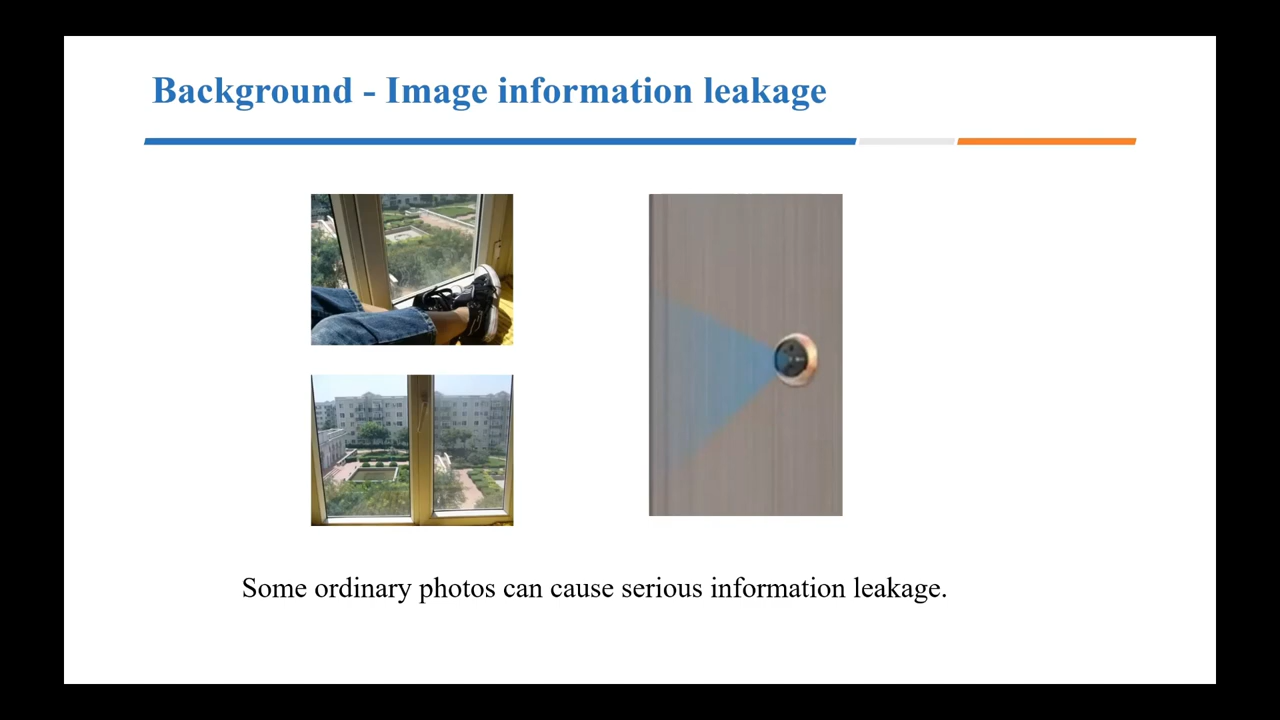 Background - Image information leakage
Some ordinary photos can cause serious information leakage.